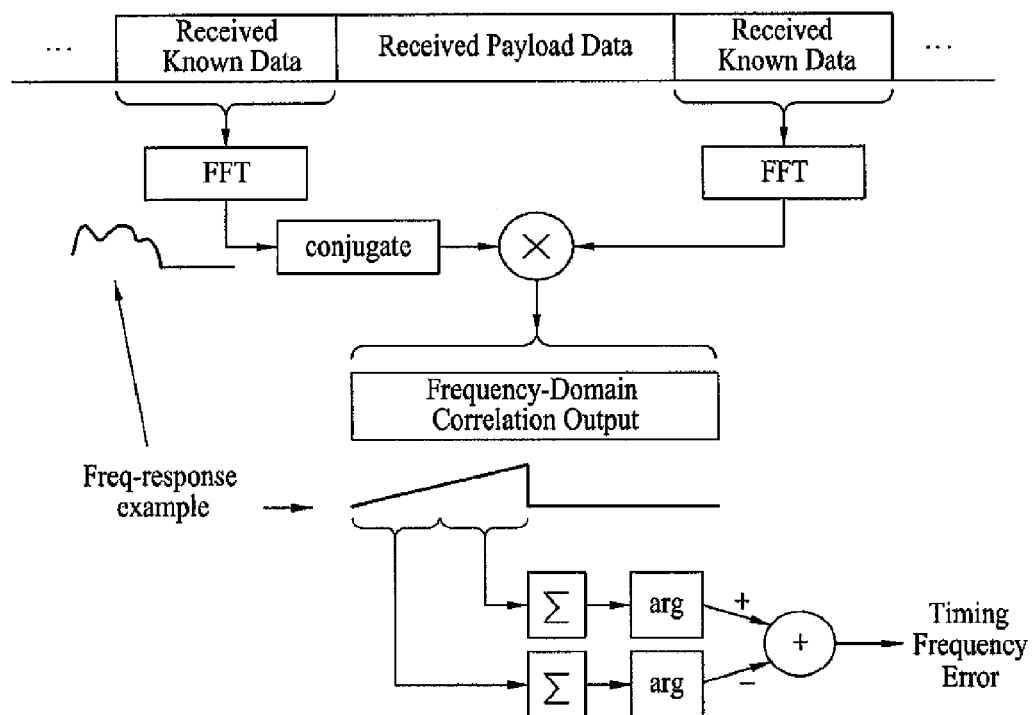 ... Received Known Data Received Payload Data Received Known Data ...
FFT
FFT
conjugate
×
Frequency-Domain
Correlation Output
Freq-response
example
∑
arg
+
+
Timing
Frequency
Error
∑
arg
−